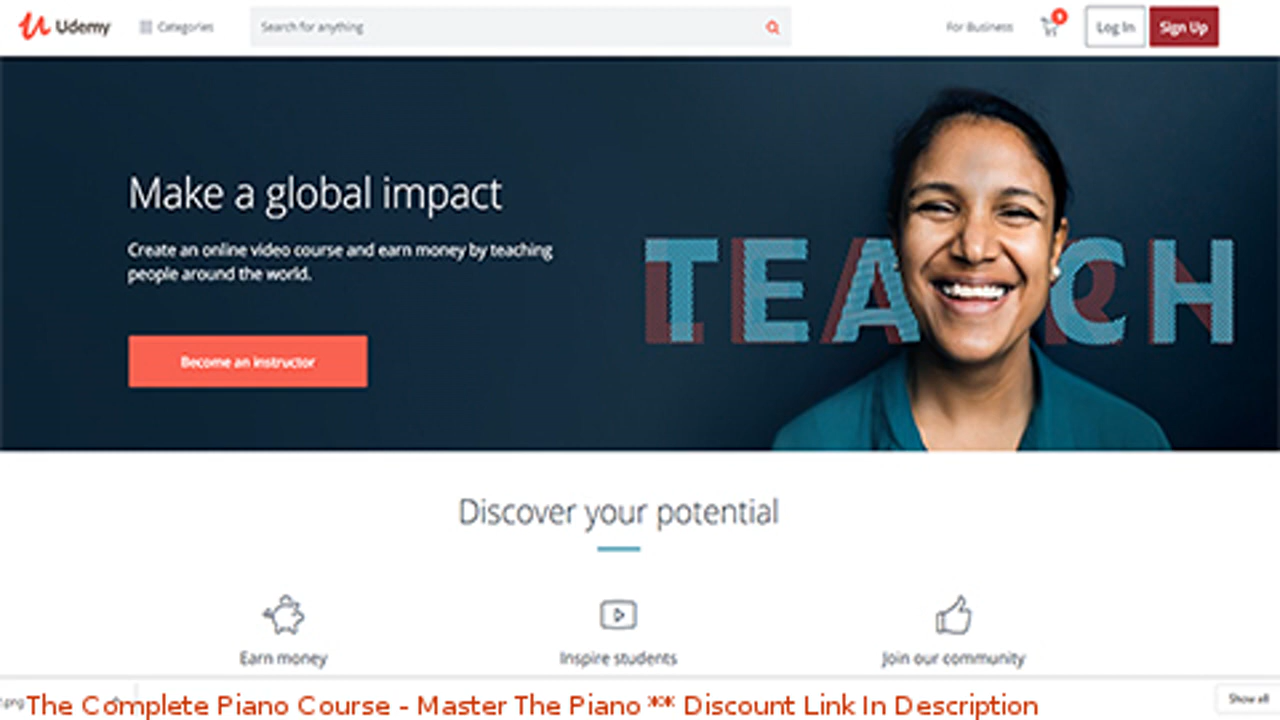 Udemy Categories Search for anything For Business Log In Sign Up
Make a global impact
Create an online video course and earn money by teaching
people around the world.
TEACH
Become an instructor
Discover your potential
Earn money Inspire students Join our community
.png Show all
The Complete Piano Course - Master The Piano ** Discount Link In Description